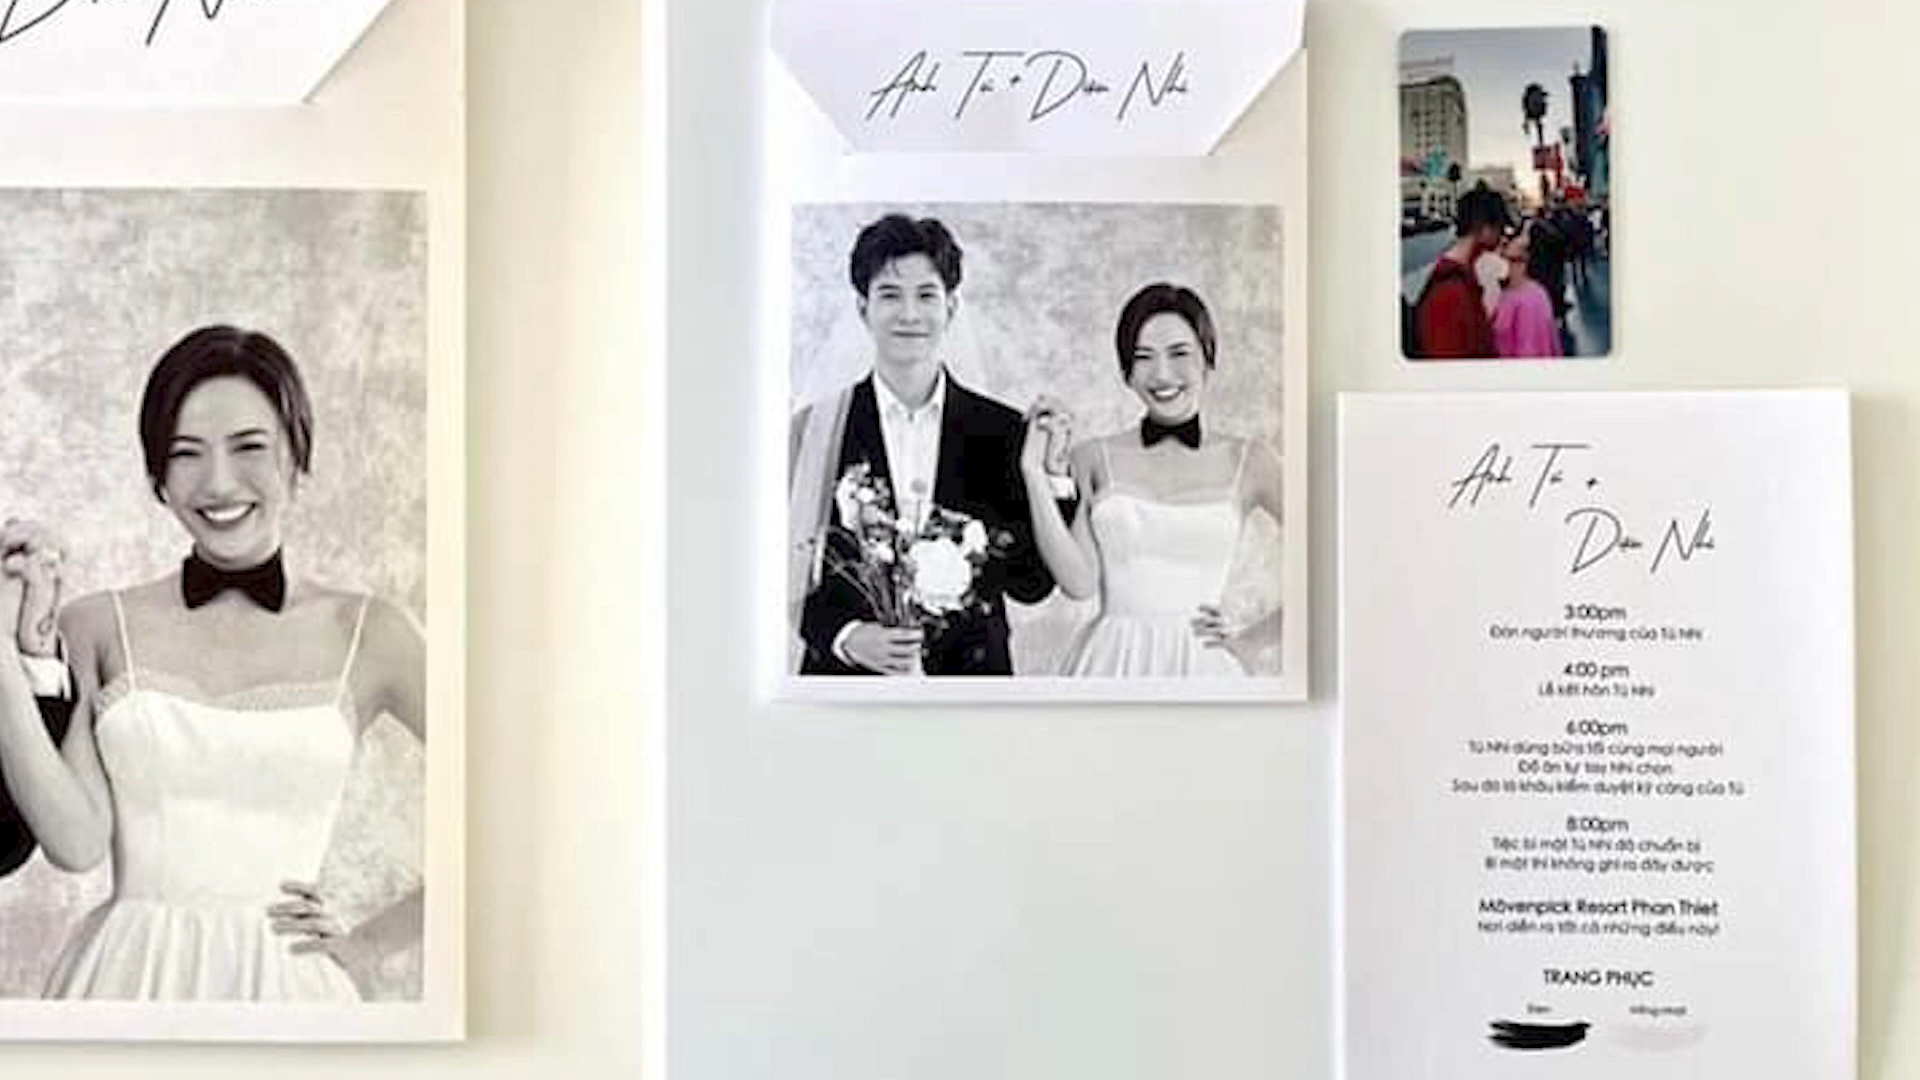 Anh Tú + Diệu Nhi
Anh Tú +
Diệu Nhi
3:00pm
Đón người thương của Tú Nhi
4:00 pm
Lễ kết hôn Tú Nhi
6:00pm
Tú Nhi dùng bữa tối cùng mọi người
Đồ ăn tự tay Nhi chọn
Sau đó là khâu kiểm duyệt kỹ càng của Tú
8:00pm
Tiệc bí mật Tú Nhi đã chuẩn bị
Bí mật thì không ghi ra đây được
Mövenpick Resort Phan Thiet
Nơi diễn ra tất cả những điều này!
TRANG PHỤC
Đen